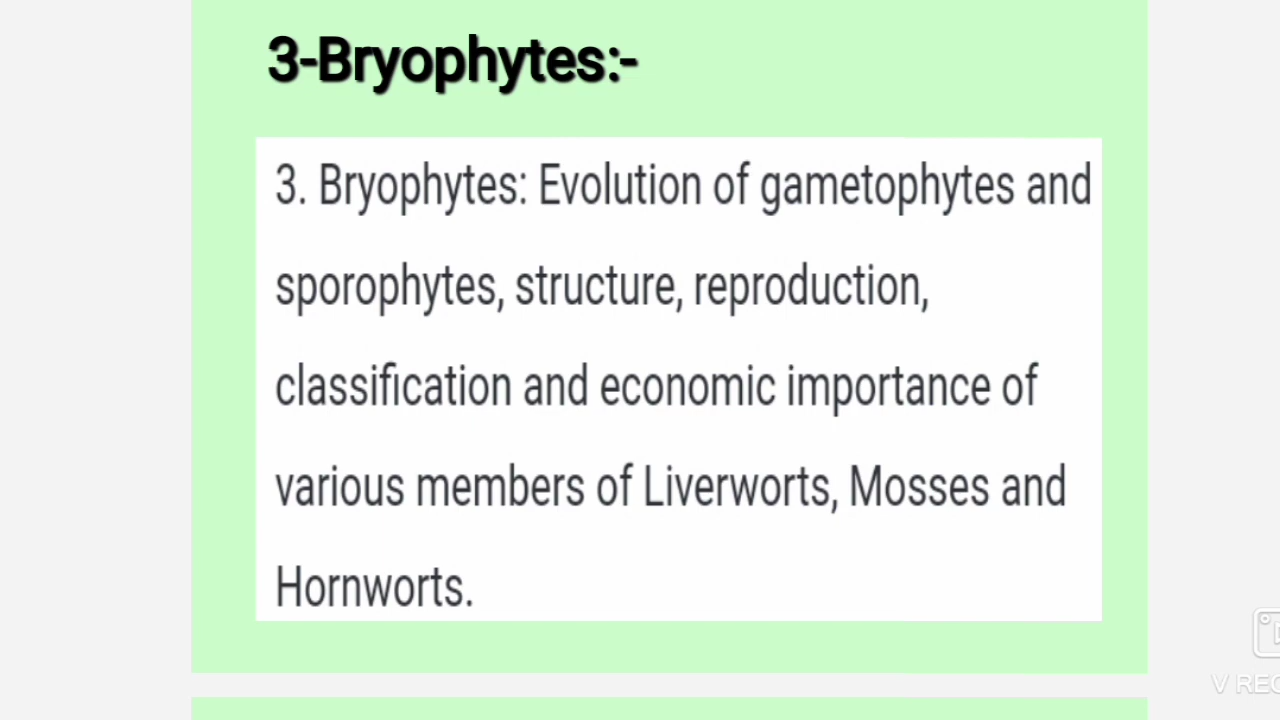 3-Bryophytes:-
3. Bryophytes: Evolution of gametophytes and
sporophytes, structure, reproduction,
classification and economic importance of
various members of Liverworts, Mosses and
Hornworts.
V REC